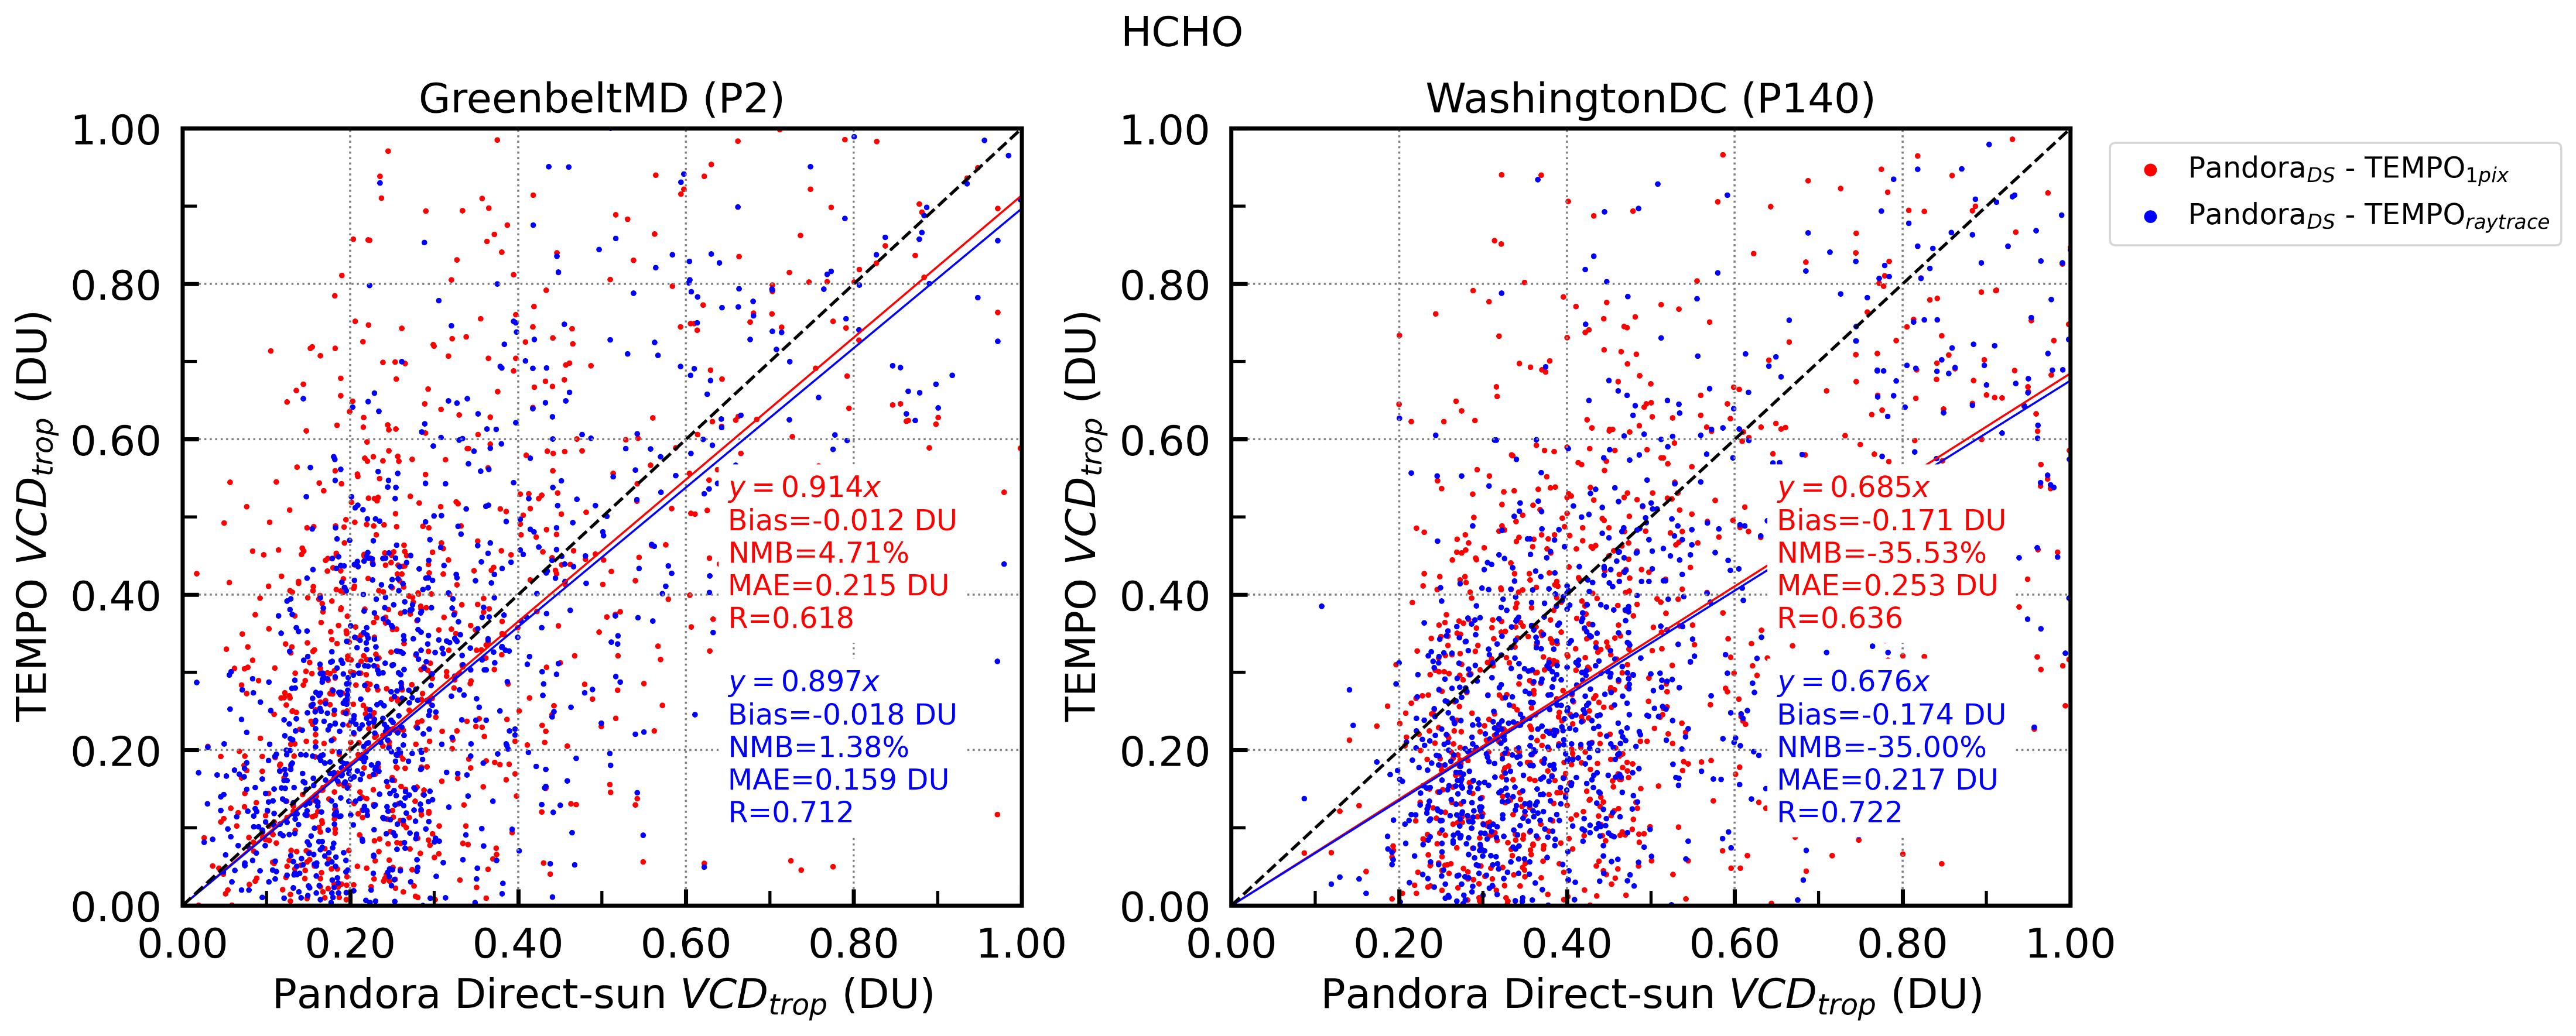 HCHO
GreenbeltMD (P2)
1.00
0.80
0.60
0.40
0.20
0.00
TEMPO VCD_trop (DU)
y = 0.914x
Bias=-0.012 DU
NMB=4.71%
MAE=0.215 DU
R=0.618
y = 0.897x
Bias=-0.018 DU
NMB=1.38%
MAE=0.159 DU
R=0.712
0.00 0.20 0.40 0.60 0.80 1.00
Pandora Direct-sun VCD_trop (DU)
WashingtonDC (P140)
1.00
0.80
0.60
0.40
0.20
0.00
TEMPO VCD_trop (DU)
y = 0.685x
Bias=-0.171 DU
NMB=-35.53%
MAE=0.253 DU
R=0.636
y = 0.676x
Bias=-0.174 DU
NMB=-35.00%
MAE=0.217 DU
R=0.722
0.00 0.20 0.40 0.60 0.80 1.00
Pandora Direct-sun VCD_trop (DU)
Pandora_DS - TEMPO_1pix
Pandora_DS - TEMPO_raytrace